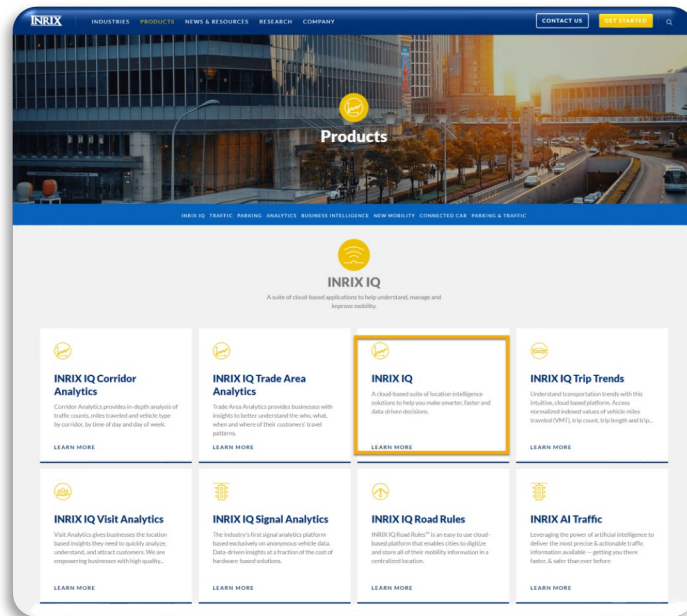 INRIX
INDUSTRIES PRODUCTS NEWS & RESOURCES RESEARCH COMPANY
CONTACT US
GET STARTED
Products
INRIX IQ TRAFFIC PARKING ANALYTICS BUSINESS INTELLIGENCE NEW MOBILITY CONNECTED CAR PARKING & TRAFFIC
INRIX IQ
A suite of cloud-based applications to help understand, manage and
improve mobility.
INRIX IQ Corridor
Analytics
Corridor Analytics provides in-depth analysis of
traffic counts, miles traveled and vehicle type
by corridor, by time of day and day of week.
LEARN MORE
INRIX IQ Trade Area
Analytics
Trade Area Analytics provides businesses with
insights to better understand the who, what,
when and where of their customers' travel
patterns.
LEARN MORE
INRIX IQ
A cloud-based suite of location intelligence
solutions to help you make smarter, faster and
data-driven decisions.
LEARN MORE
INRIX IQ Trip Trends
Understand transportation trends with this
intuitive, cloud based platform. Access
normalized indexed values of vehicle miles
traveled (VMT), trip count, trip length and trip...
LEARN MORE
INRIX IQ Visit Analytics
Visit Analytics gives businesses the location
based insights they need to quickly analyze,
understand, and attract customers. We are
empowering businesses with high quality...
LEARN MORE
INRIX IQ Signal Analytics
The industry's first signal analytics platform
based exclusively on anonymous vehicle data.
Data-driven insights at a fraction of the cost of
hardware-based solutions.
LEARN MORE
INRIX IQ Road Rules
INRIX IQ Road Rules™ is an easy to use cloud-
based platform that enables cities to digitize
and store all of their mobility information in a
centralized location.
LEARN MORE
INRIX AI Traffic
Leveraging the power of artificial intelligence to
deliver the most precise & actionable traffic
information available — getting you there
faster, & safer than ever before
LEARN MORE